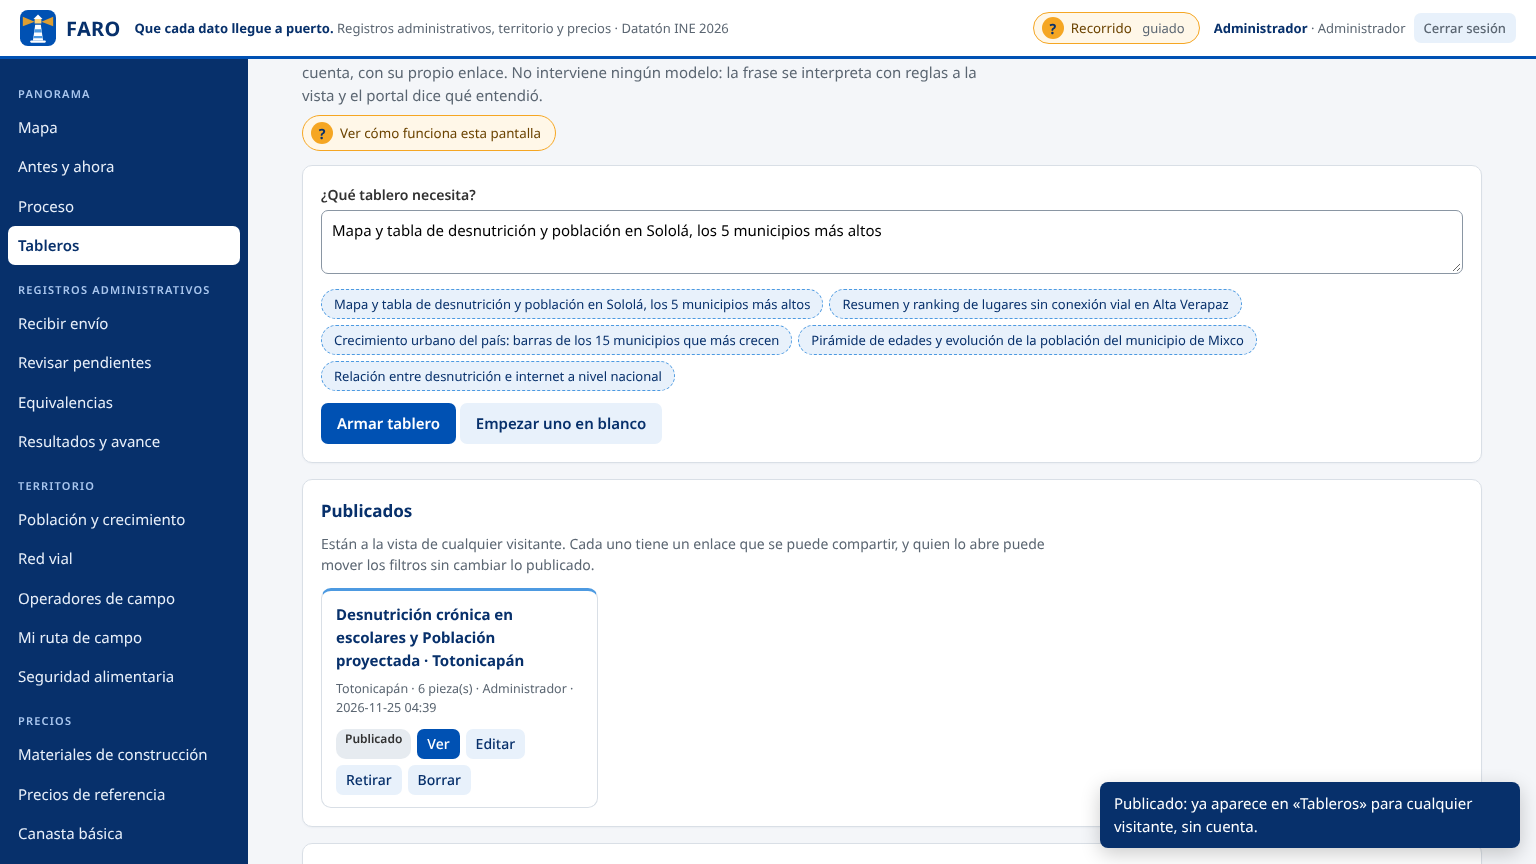 FARO
Que cada dato llegue a puerto. Registros administrativos, territorio y precios · Datatón INE 2026
? Recorrido guiado
Administrador · Administrador
Cerrar sesión
PANORAMA
Mapa
Antes y ahora
Proceso
Tableros
REGISTROS ADMINISTRATIVOS
Recibir envío
Revisar pendientes
Equivalencias
Resultados y avance
TERRITORIO
Población y crecimiento
Red vial
Operadores de campo
Mi ruta de campo
Seguridad alimentaria
PRECIOS
Materiales de construcción
Precios de referencia
Canasta básica
cuenta, con su propio enlace. No interviene ningún modelo: la frase se interpreta con reglas a la
vista y el portal dice qué entendió.
? Ver cómo funciona esta pantalla
¿Qué tablero necesita?
Mapa y tabla de desnutrición y población en Sololá, los 5 municipios más altos
Mapa y tabla de desnutrición y población en Sololá, los 5 municipios más altos
Resumen y ranking de lugares sin conexión vial en Alta Verapaz
Crecimiento urbano del país: barras de los 15 municipios que más crecen
Pirámide de edades y evolución de la población del municipio de Mixco
Relación entre desnutrición e internet a nivel nacional
Armar tablero
Empezar uno en blanco
Publicados
Están a la vista de cualquier visitante. Cada uno tiene un enlace que se puede compartir, y quien lo abre puede
mover los filtros sin cambiar lo publicado.
Desnutrición crónica en
escolares y Población
proyectada · Totonicapán
Totonicapán · 6 pieza(s) · Administrador ·
2026-11-25 04:39
Publicado
Ver
Editar
Retirar
Borrar
Publicado: ya aparece en «Tableros» para cualquier
visitante, sin cuenta.